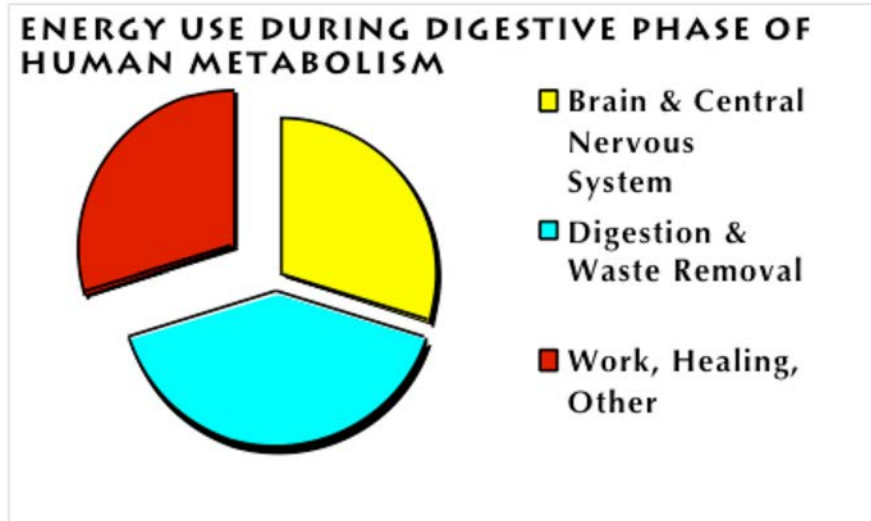 ENERGY USE DURING DIGESTIVE PHASE OF
HUMAN METABOLISM
Brain & Central
Nervous
System
Digestion &
Waste Removal
Work, Healing,
Other